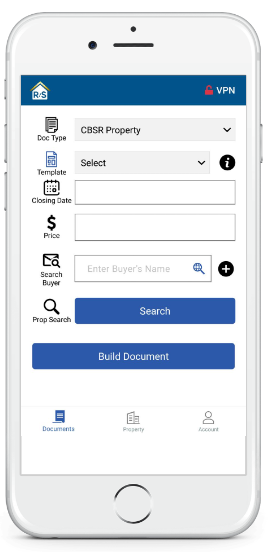 R/S
VPN
Doc Type
CBSR Property
Template
Select
Closing Date
$
Price
Search
Buyer
Enter Buyer's Name
Prop Search
Search
Build Document
Documents
Property
Account